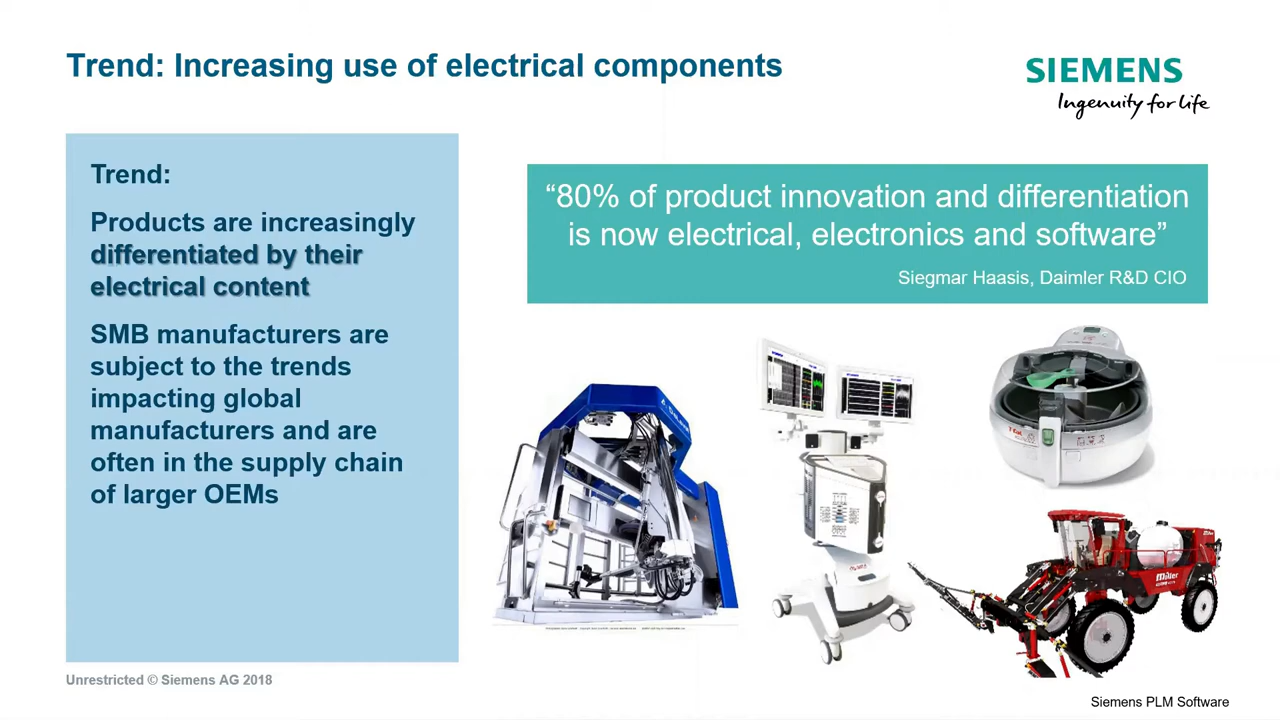 Trend: Increasing use of electrical components
SIEMENS
Ingenuity for life
Trend:
Products are increasingly
differentiated by their
electrical content
SMB manufacturers are
subject to the trends
impacting global
manufacturers and are
often in the supply chain
of larger OEMs
“80% of product innovation and differentiation
is now electrical, electronics and software”
Siegmar Haasis, Daimler R&D CIO
Miller
Unrestricted © Siemens AG 2018
Siemens PLM Software